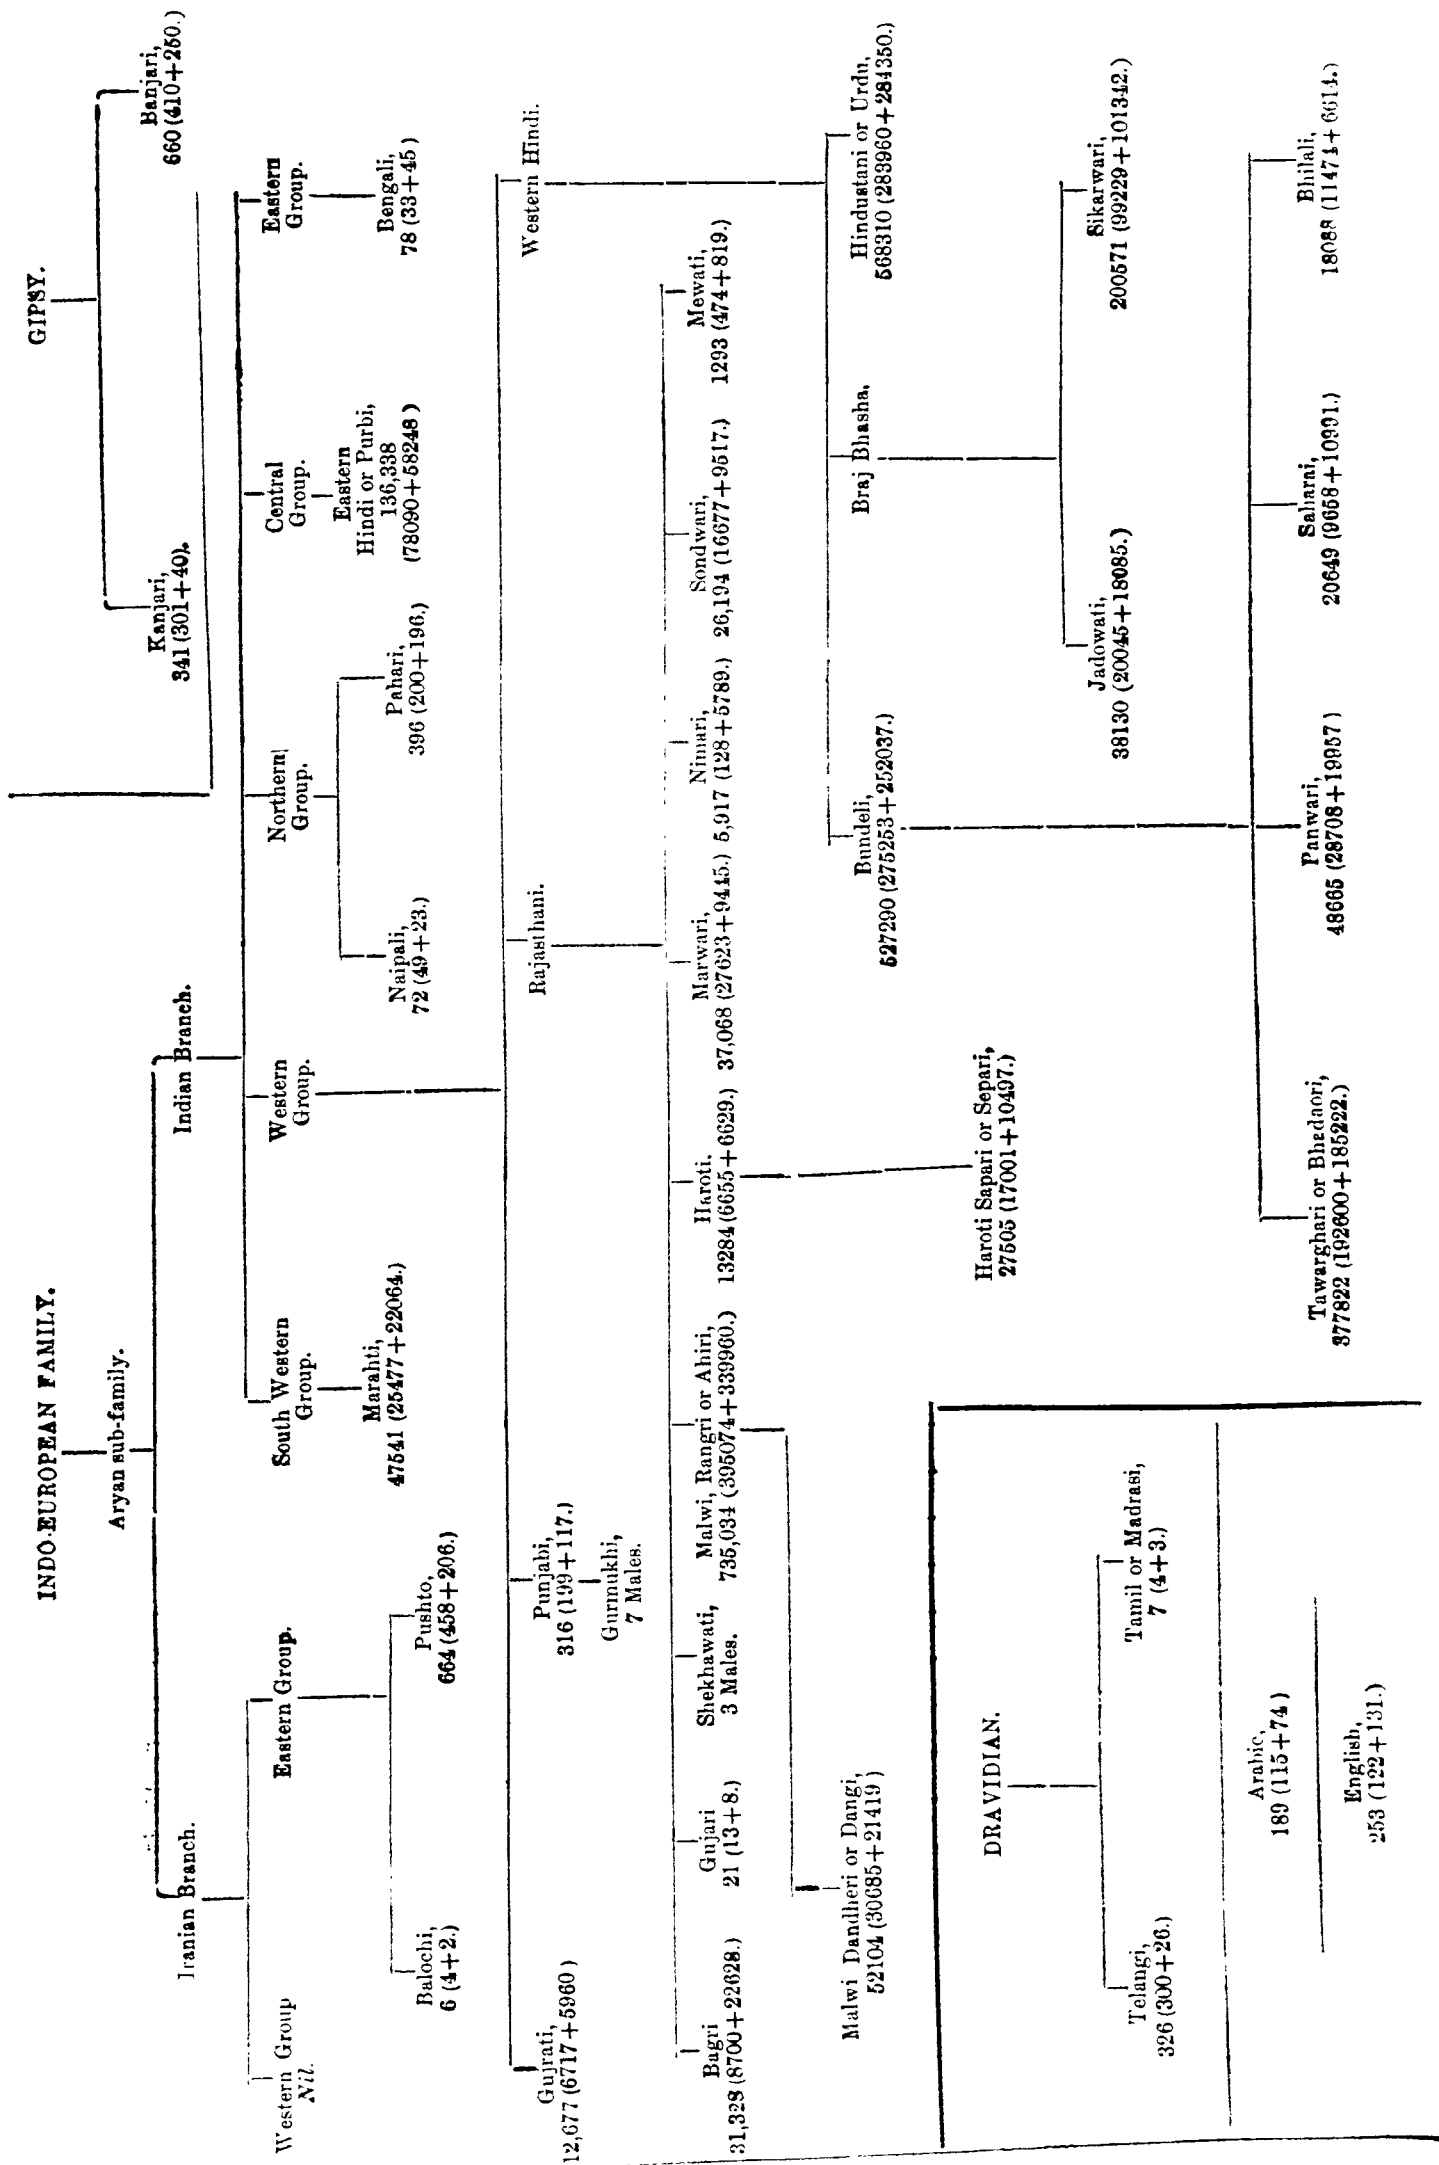 INDO-EUROPEAN FAMILY.
Aryan sub-family.
Iranian Branch.
Indian Branch.
GIPSY.
Kanjari,
341 (301+40).
Banjari,
660 (410+250.)
Western Group
Nil.
Eastern Group.
Balochi,
6 (4+2.)
Pushto,
664 (458+206.)
South Western
Group.
Marahti,
47541 (25477+22064.)
Western
Group.
Northern
Group.
Naipali,
72 (49+23.)
Pahari,
396 (200+196.)
Central
Group.
Eastern
Hindi or Purbi,
136,338
(78090+58248)
Eastern
Group.
Bengali,
78 (33+45)
Gujrati,
12,677 (6717+5960)
Punjabi,
316 (199+117.)
Gurmukhi,
7 Males.
Rajasthani.
Western Hindi.
Bagri
31,328 (8700+22628.)
Gujari
21 (13+8.)
Shekhawati,
3 Males.
Malwi, Rangri or Ahiri,
735,034 (395074+339960.)
Haroti.
13284 (6655+6629.)
Marwari,
37,068 (27623+9445.)
Nimari,
5,917 (128+5789.)
Sondwari,
26,194 (16677+9517.)
Mewati,
1293 (474+819.)
Malwi Dandheri or Dangi,
52104 (30685+21419)
Haroti Sapari or Separi,
27505 (17001+10497.)
Bundeli,
527290 (275253+252037.)
Braj Bhasha,
Hindustani or Urdu,
568310 (283960+284350.)
Jadowati,
38130 (20045+18085.)
Sikarwari,
200571 (99229+101342.)
Tawarghari or Bhadaori,
377822 (192600+185222.)
Panwari,
48665 (28708+19957)
Saharai,
20649 (9658+10991.)
Bhilali,
18088 (11474+6614.)
DRAVIDIAN.
Telangi,
326 (300+26.)
Tamil or Madrasi,
7 (4+3.)
Arabic,
189 (115+74)
English,
253 (122+131.)